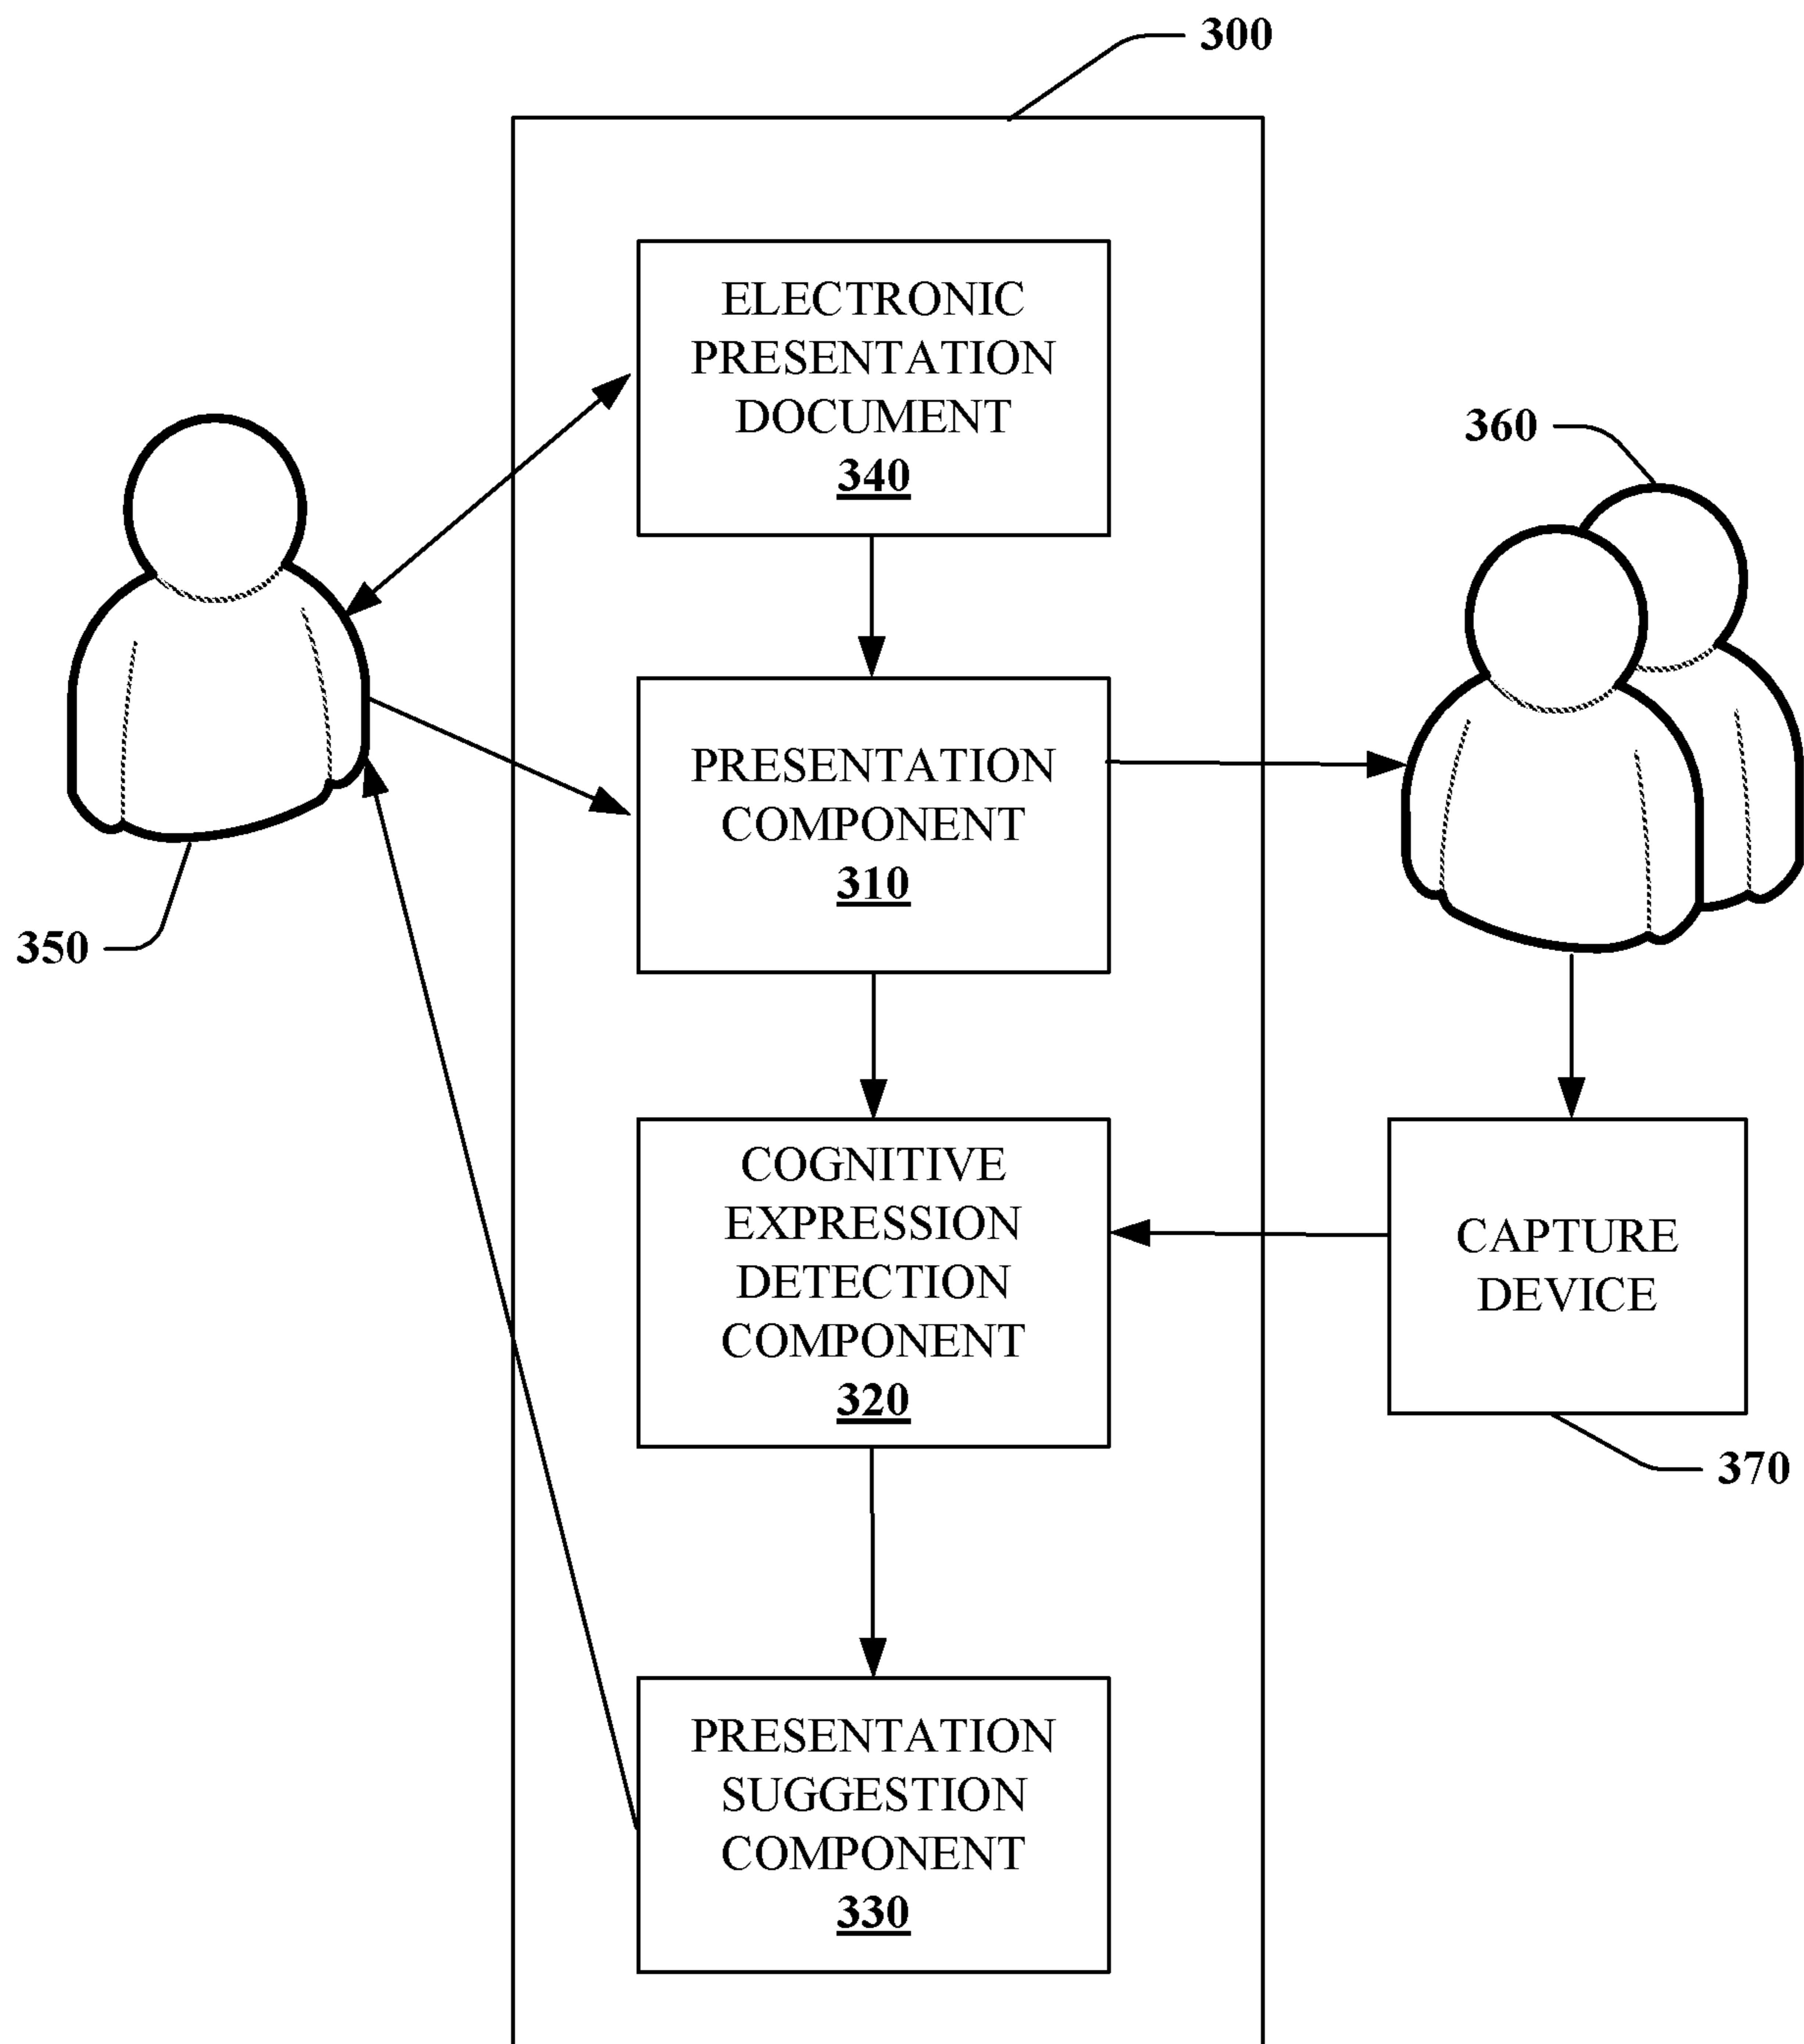 300
ELECTRONIC
PRESENTATION
DOCUMENT
340
360
PRESENTATION
COMPONENT
310
350
COGNITIVE
EXPRESSION
DETECTION
COMPONENT
320
CAPTURE
DEVICE
370
PRESENTATION
SUGGESTION
COMPONENT
330